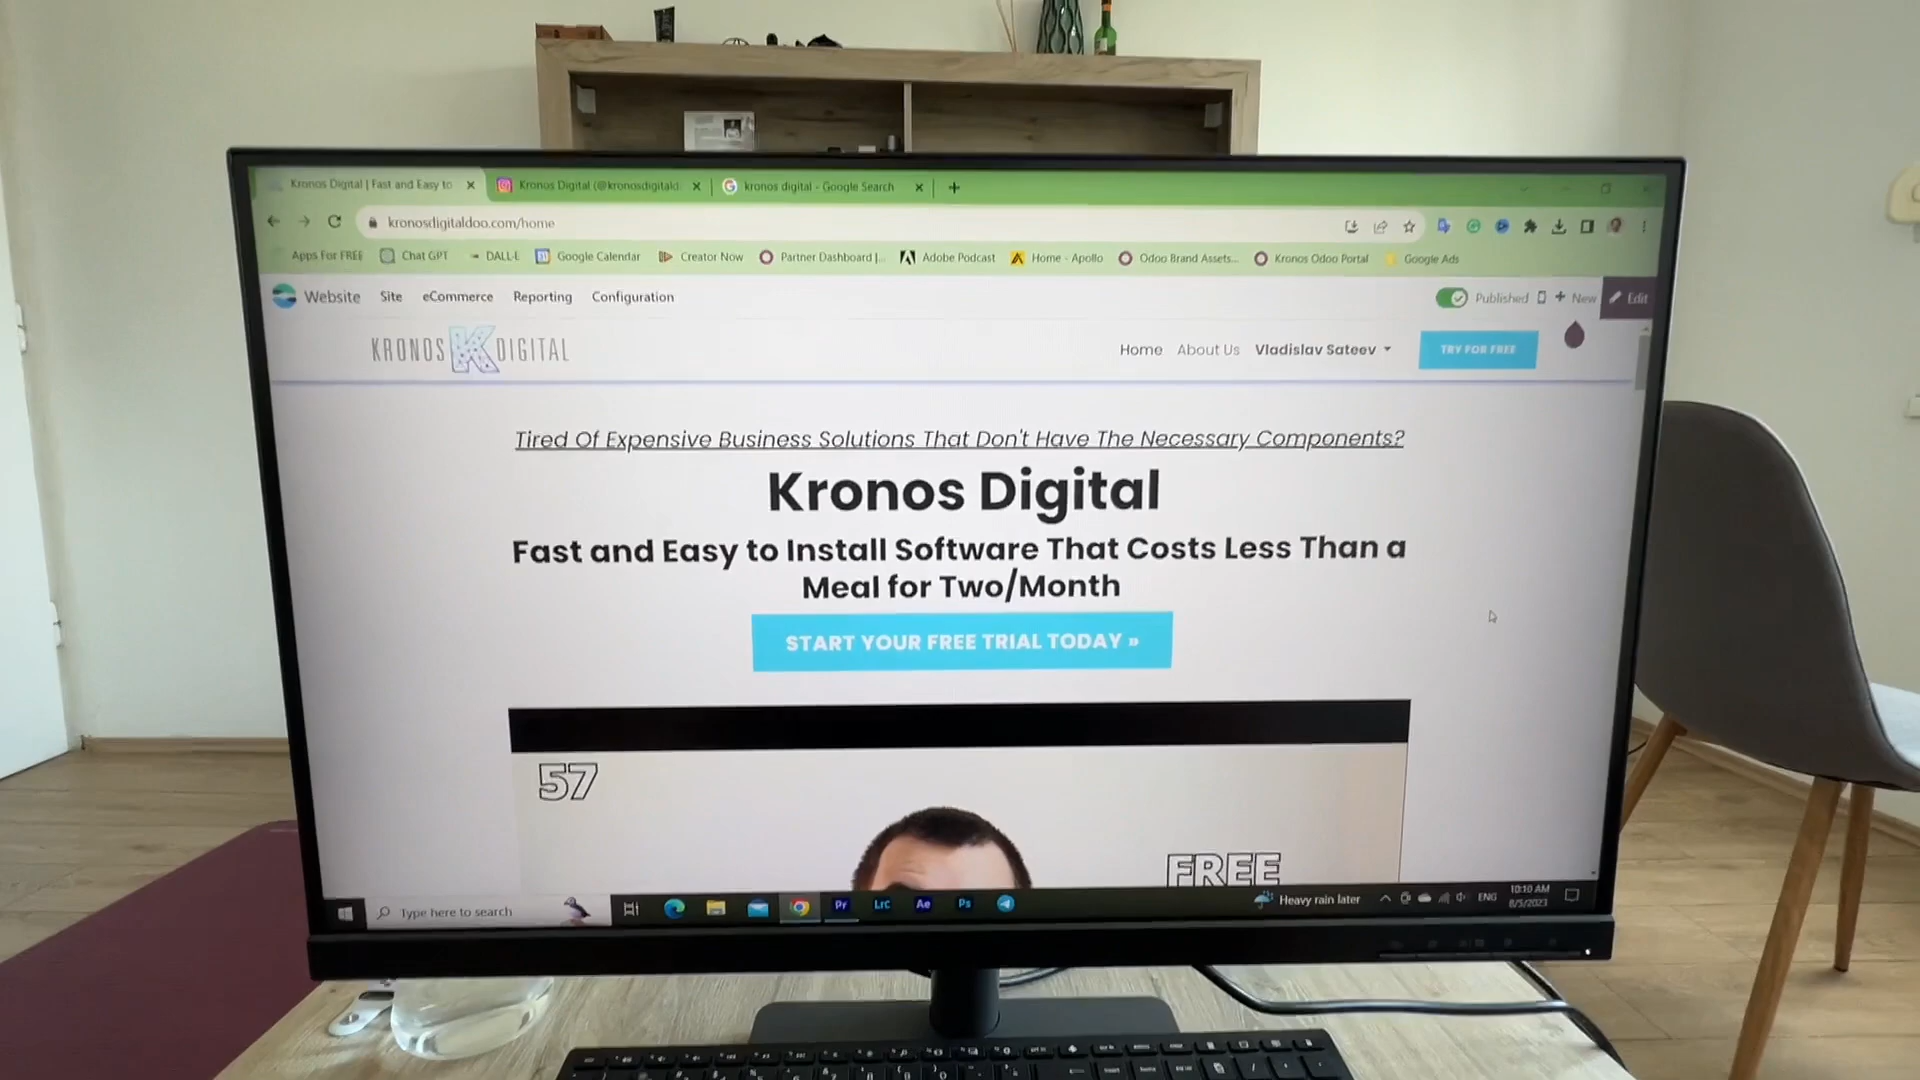 Kronos Digital | Fast and Easy to
Kronos Digital (@kronosdigitald
kronos digital - Google Search
kronosdigitaldoo.com/home
Apps For FREE
Chat GPT
DALL·E
Google Calendar
Creator Now
Partner Dashboard |...
Adobe Podcast
Home - Apollo
Odoo Brand Assets...
Kronos Odoo Portal
Google Ads
Website
Site
eCommerce
Reporting
Configuration
Published
+ New
Edit
KRONOS K DIGITAL
Home
About Us
Vladislav Sateev
TRY FOR FREE
Tired Of Expensive Business Solutions That Don't Have The Necessary Components?
Kronos Digital
Fast and Easy to Install Software That Costs Less Than a
Meal for Two/Month
START YOUR FREE TRIAL TODAY »
57
FREE
Type here to search
Pr
Lrc
Ae
Ps
Heavy rain later
ENG
10:10 AM
8/5/2023